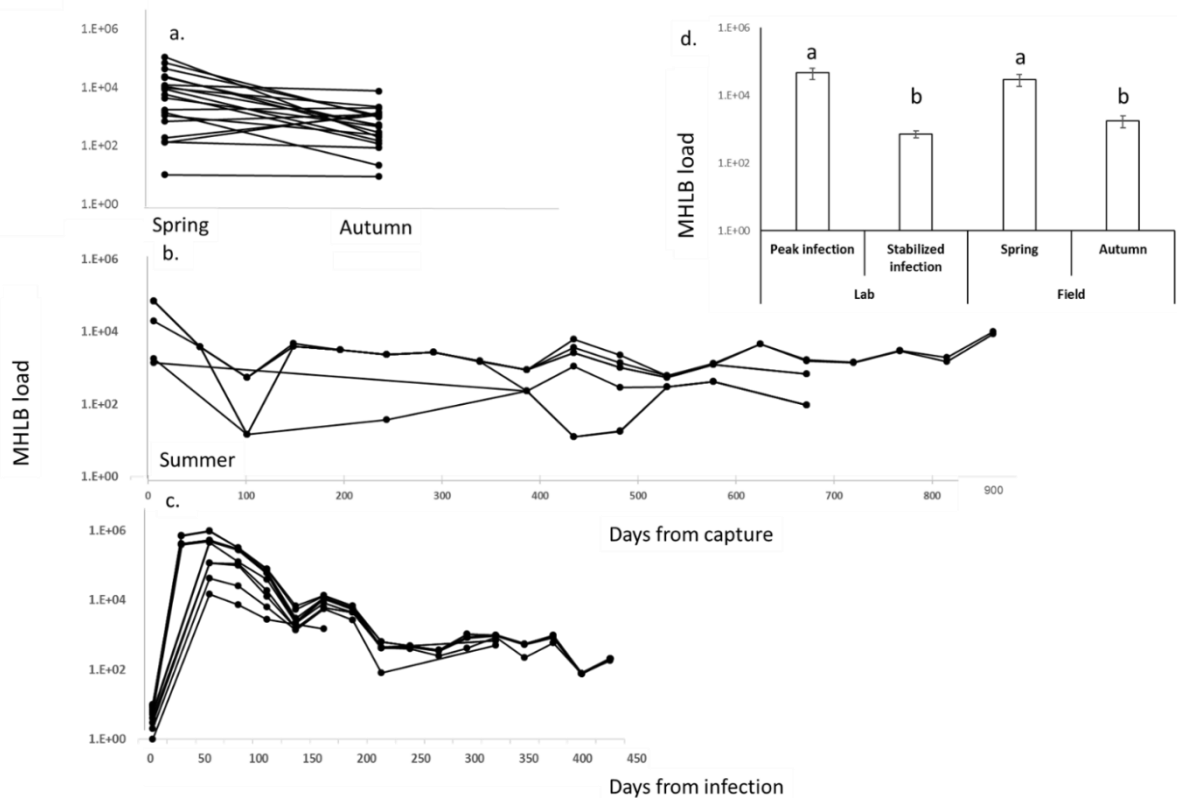 a.
1.E+06
1.E+04
1.E+02
1.E+00
Spring Autumn
b.
1.E+06
1.E+04
1.E+02
1.E+00
MHLB load
Summer
0 100 200 300 400 500 600 700 800 900
Days from capture
c.
1.E+06
1.E+04
1.E+02
1.E+00
0 50 100 150 200 250 300 350 400 450
Days from infection
d.
1.E+06
1.E+04
1.E+02
1.E+00
MHLB load
a b a b
Peak infection Stabilized Spring Autumn
infection
Lab Field